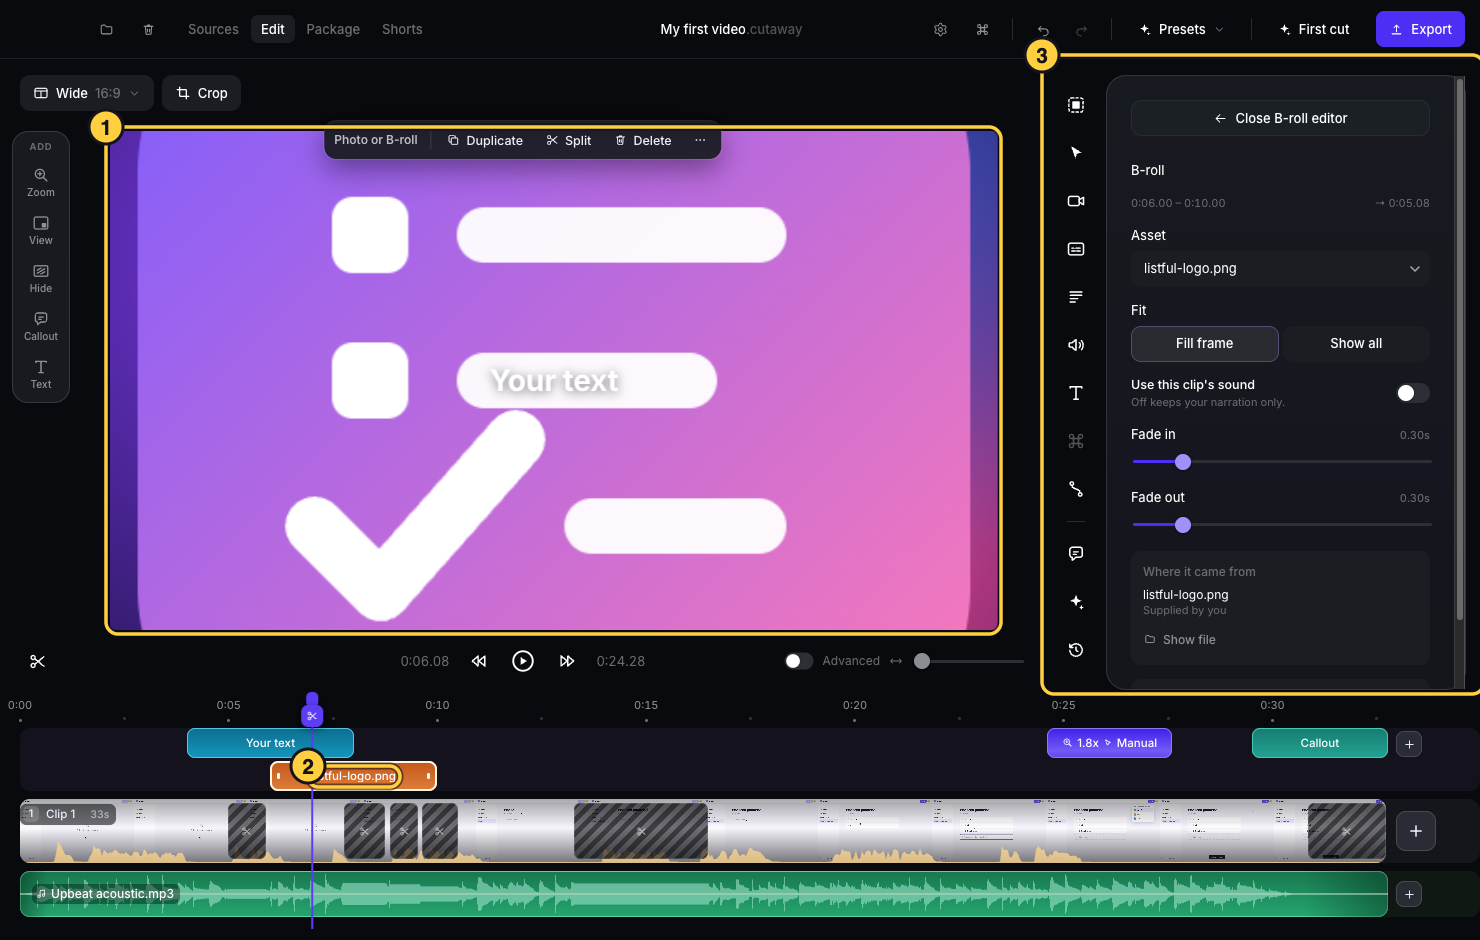 Sources
Edit
Package
Shorts
My first video.cutaway
Presets
First cut
Export
Wide 16:9
Crop
3
1
Photo or B-roll
Duplicate
Split
Delete
ADD
Zoom
View
Hide
Callout
Text
Your text
Close B-roll editor
B-roll
0:06.00 – 0:10.00
→ 0:05.08
Asset
listful-logo.png
Fit
Fill frame
Show all
Use this clip's sound
Off keeps your narration only.
Fade in
0.30s
Fade out
0.30s
Where it came from
listful-logo.png
Supplied by you
Show file
0:06.08
0:24.28
Advanced
0:00
0:05
0:10
0:15
0:20
0:25
0:30
Your text
1.8x
Manual
Callout
2
tful-logo.png
1
Clip 1
33s
Upbeat acoustic.mp3